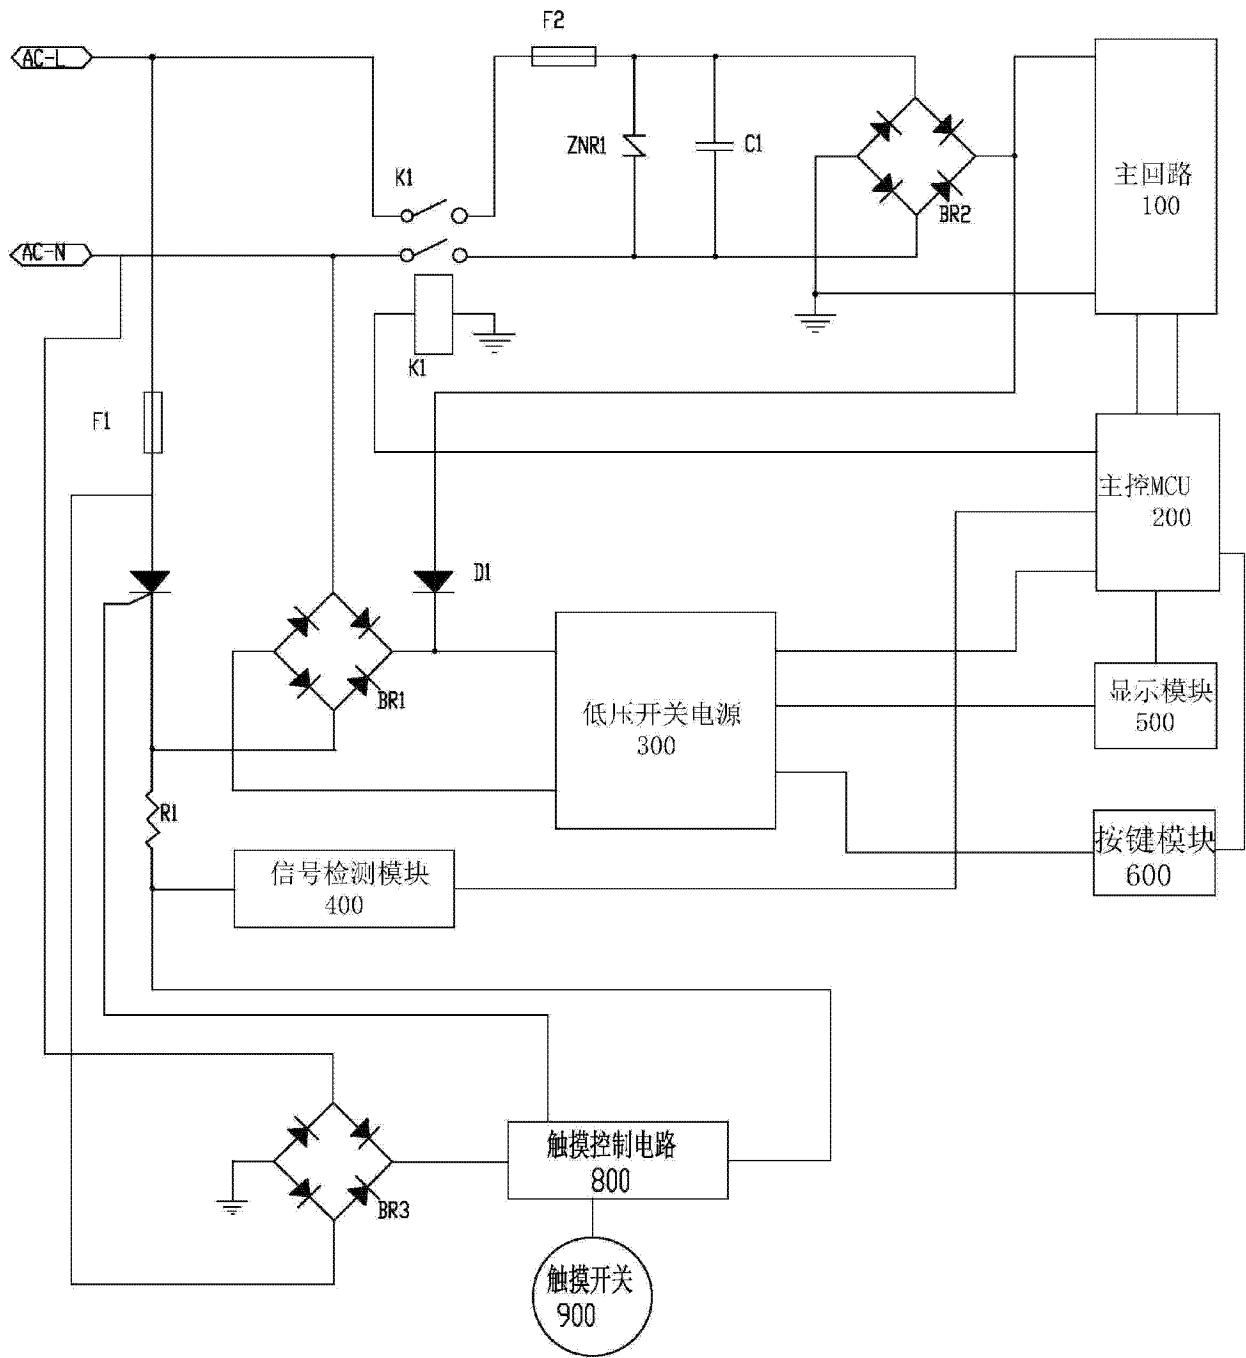 F2
AC-L
ZNR1
C1
主回路
100
K1
BR2
AC-N
K1
F1
主控MCU
200
D1
BR1
低压开关电源
300
显示模块
500
R1
按键模块
600
信号检测模块
400
触摸控制电路
800
BR3
触摸开关
900